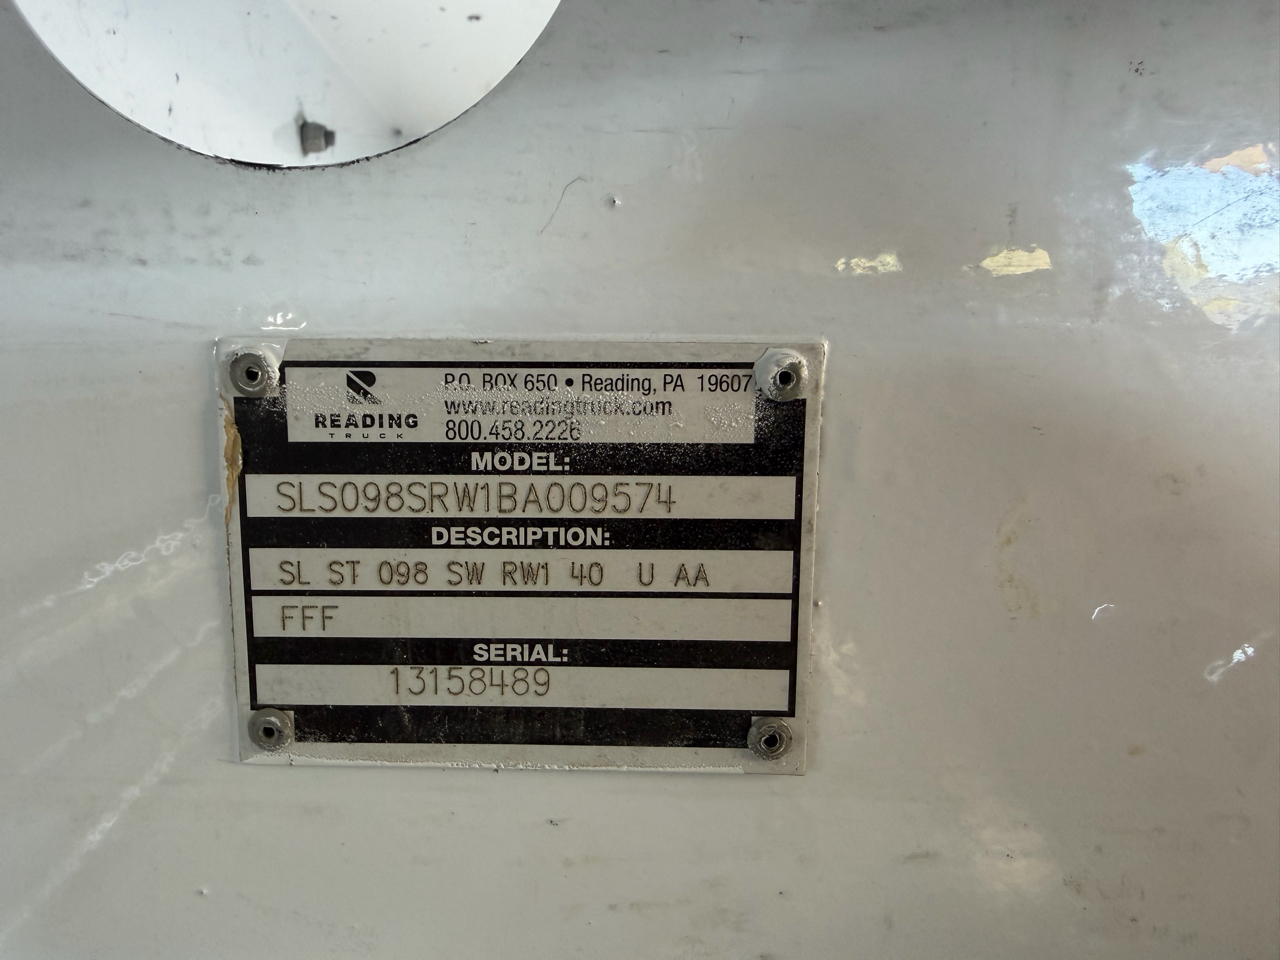 P.O. BOX 650 • Reading, PA 19607
www.readingtruck.com
800.458.2226
READING
TRUCK
MODEL:
SLS098SRW1BA009574
DESCRIPTION:
SL ST 098 SW RW1 40 U AA
FFF
SERIAL:
13158489